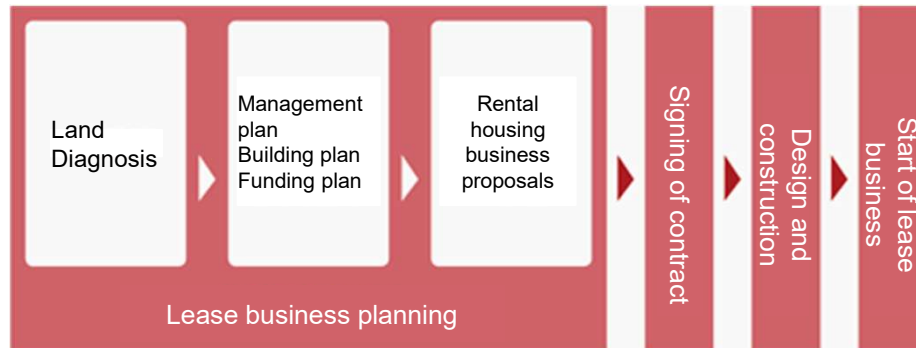 Land
Diagnosis
Management
plan
Building plan
Funding plan
Rental
housing
business
proposals
Lease business planning
Signing of contract
Design and
construction
Start of lease
business